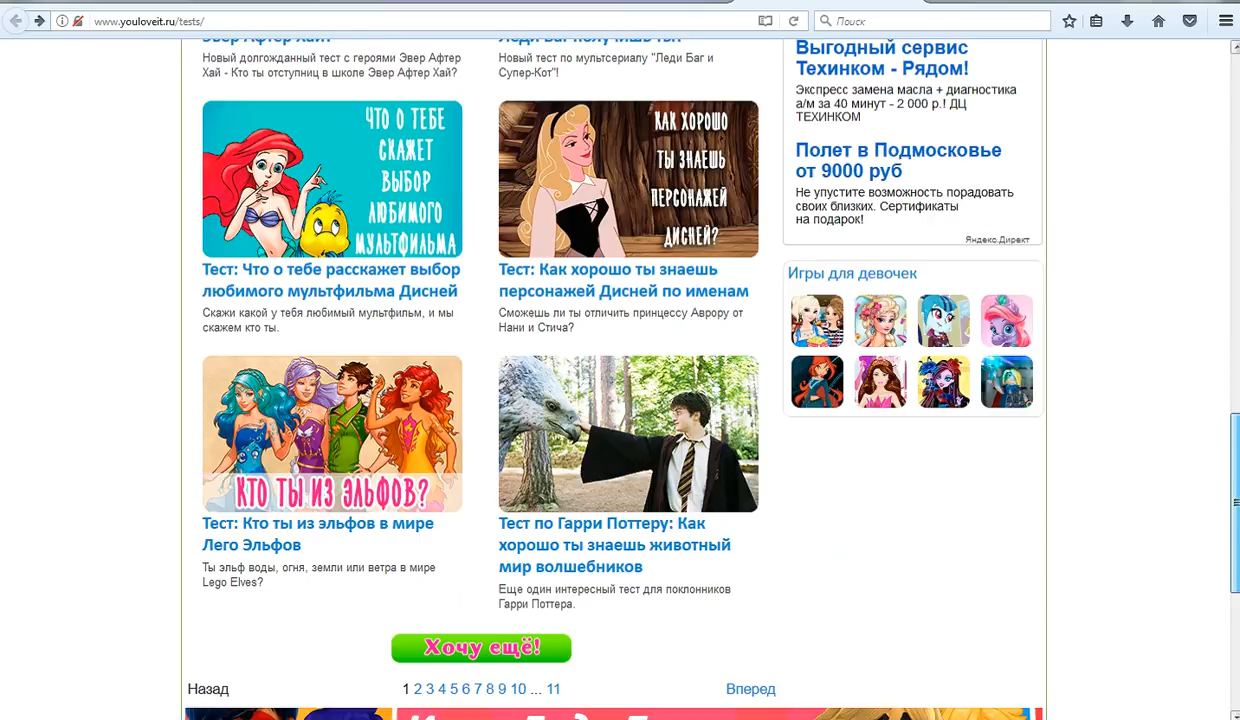 www.youloveit.ru/tests/
Поиск
Новый долгожданный тест с героями Эвер Афтер
Хай - Кто ты отступниц в школе Эвер Афтер Хай?
Новый тест по мультсериалу "Леди Баг и
Супер-Кот"!
ЧТО О ТЕБЕ
СКАЖЕТ
ВЫБОР
ЛЮБИМОГО
МУЛЬТФИЛЬМА
КАК ХОРОШО
ТЫ ЗНАЕШЬ
ПЕРСОНАЖЕЙ
ДИСНЕЙ?
Тест: Что о тебе расскажет выбор
любимого мультфильма Дисней
Скажи какой у тебя любимый мультфильм, и мы
скажем кто ты.
Тест: Как хорошо ты знаешь
персонажей Дисней по именам
Сможешь ли ты отличить принцессу Аврору от
Нани и Стича?
КТО ТЫ ИЗ ЭЛЬФОВ?
Тест: Кто ты из эльфов в мире
Лего Эльфов
Ты эльф воды, огня, земли или ветра в мире
Lego Elves?
Тест по Гарри Поттеру: Как
хорошо ты знаешь животный
мир волшебников
Еще один интересный тест для поклонников
Гарри Поттера.
Хочу ещё!
Назад
1 2 3 4 5 6 7 8 9 10 ... 11
Вперед
Выгодный сервис
Техинком - Рядом!
Экспресс замена масла + диагностика
а/м за 40 минут - 2 000 р.! ДЦ
ТЕХИНКОМ
Полет в Подмосковье
от 9000 руб
Не упустите возможность порадовать
своих близких. Сертификаты
на подарок!
Яндекс.Директ
Игры для девочек